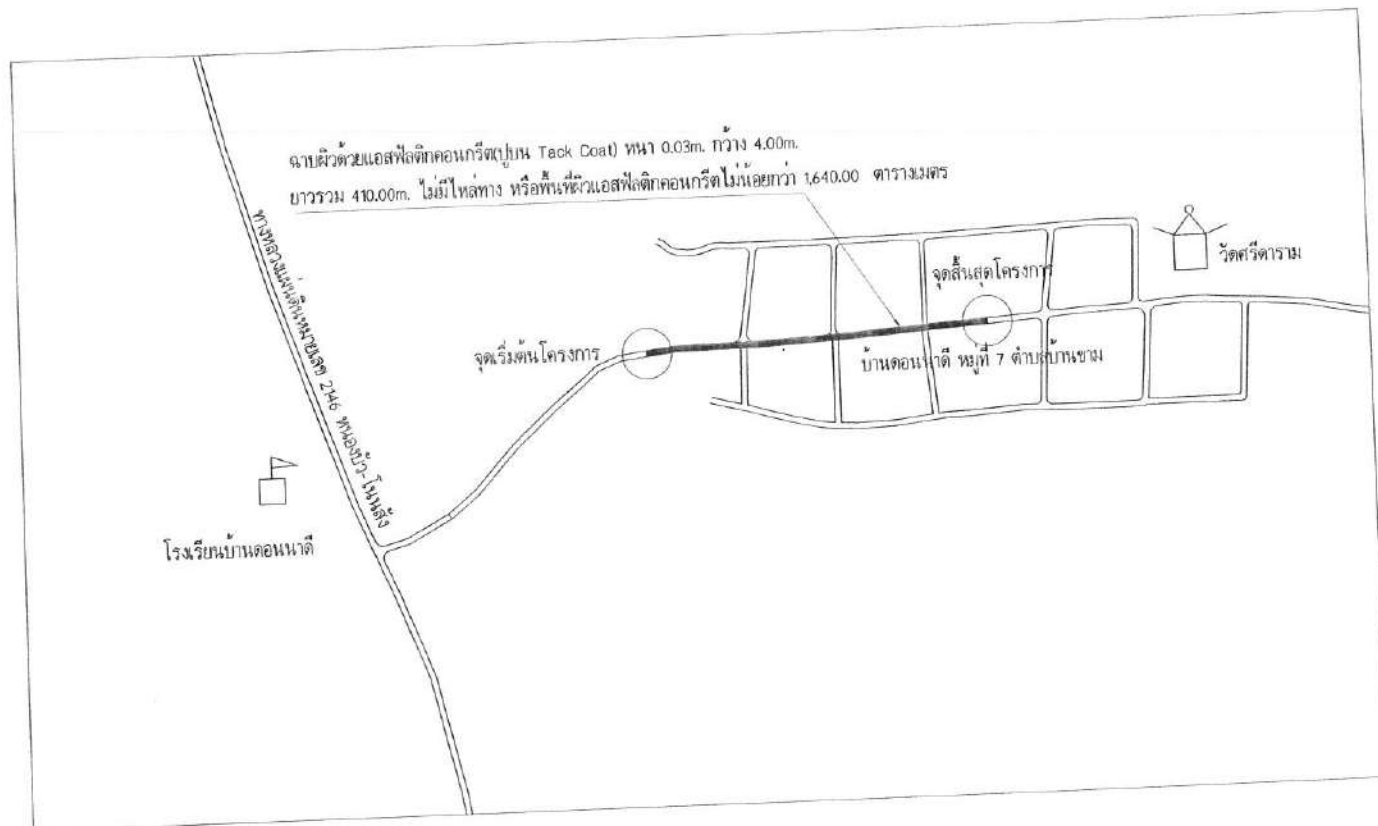 ฉาบผิวด้วยแอสฟัลติกคอนกรีต(ปูบน Tack Coat) หนา 0.03m. กว้าง 4.00m.
ยาวรวม 410.00m. ไม่มีไหล่ทาง หรือพื้นที่ผิวแอสฟัลติกคอนกรีตไม่น้อยกว่า 1,640.00 ตารางเมตร
ทางหลวงแผ่นดินหมายเลข 2146 หนองบัว-โนนสัง
วัดศรีดาราม
จุดสิ้นสุดโครงการ
จุดเริ่มต้นโครงการ
บ้านดอนนาดี หมู่ที่ 7 ตำบลบ้านขาม
โรงเรียนบ้านดอนนาดี